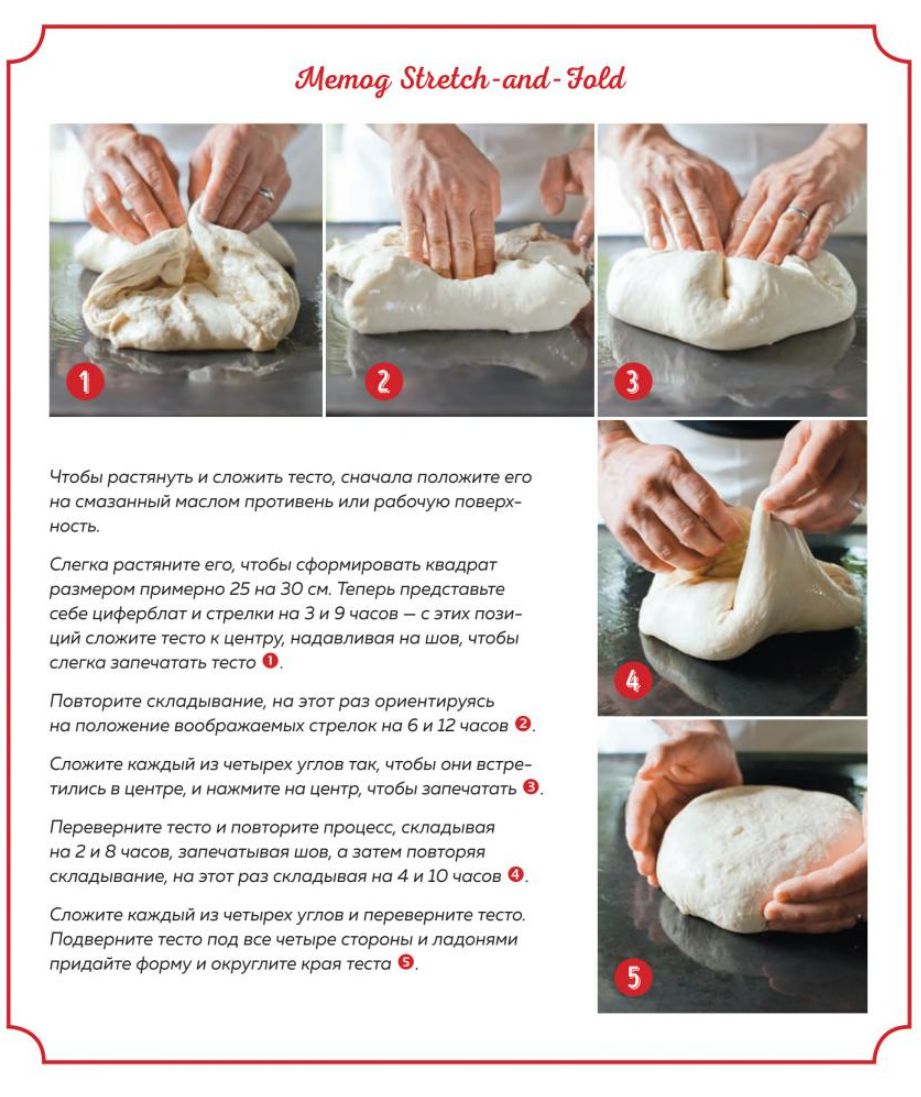 Метод Stretch-and-Fold
1
2
3
Чтобы растянуть и сложить тесто, сначала положите его
на смазанный маслом противень или рабочую поверх-
ность.
Слегка растяните его, чтобы сформировать квадрат
размером примерно 25 на 30 см. Теперь представьте
себе циферблат и стрелки на 3 и 9 часов — с этих пози-
ций сложите тесто к центру, надавливая на шов, чтобы
слегка запечатать тесто 1.
Повторите складывание, на этот раз ориентируясь
на положение воображаемых стрелок на 6 и 12 часов 2.
Сложите каждый из четырех углов так, чтобы они встре-
тились в центре, и нажмите на центр, чтобы запечатать 3.
Переверните тесто и повторите процесс, складывая
на 2 и 8 часов, запечатывая шов, а затем повторяя
складывание, на этот раз складывая на 4 и 10 часов 4.
Сложите каждый из четырех углов и переверните тесто.
Подверните тесто под все четыре стороны и ладонями
придайте форму и округлите края теста 5.
4
5